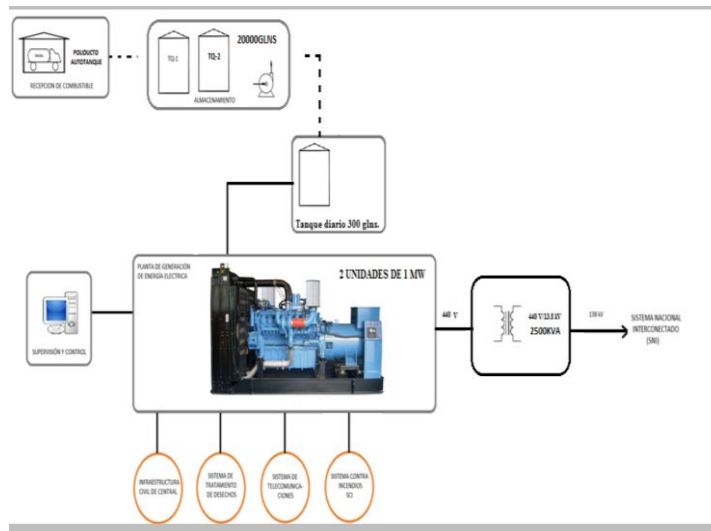 POLIDUCTO
AUTOTANQUE
RECEPCION DE COMBUSTIBLE
20000GLNS
TQ-1
TQ-2
ALMACENAMIENTO
Tanque diario 300 glns.
PLANTA DE GENERACIÓN
DE ENERGÍA ELECTRICA
2 UNIDADES DE 1 MW
SUPERVISIÓN Y CONTROL
440 V
440 V/13.8 kV
2500KVA
138 kV
SISTEMA NACIONAL
INTERCONECTADO
(SNI)
INFRAESTRUCTURA
CIVIL DE CENTRAL
SISTEMA DE
TRATAMIENTO
DE DESECHOS
SISTEMA DE
TELECOMUNICA-
CIONES
SISTEMA CONTRA
INCENDIOS
SCI